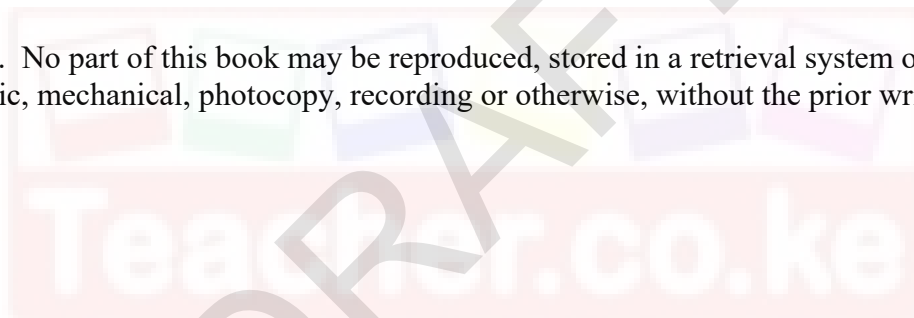 . No part of this book may be reproduced, stored in a retrieval system o
ic, mechanical, photocopy, recording or otherwise, without the prior wr
Teacher.co.ke
DRAFT